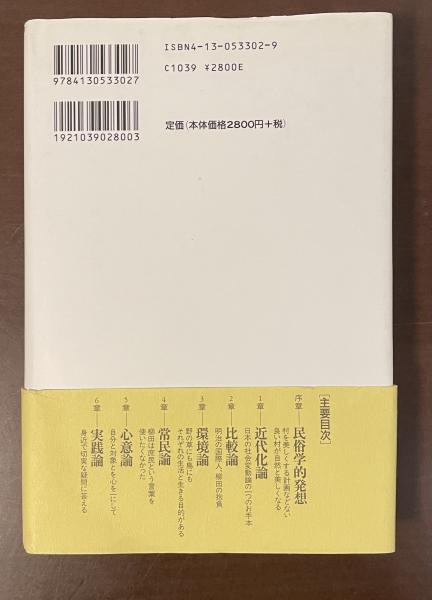 ISBN4-13-053302-9
C1039 ¥2800E
定価(本体価格2800円+税)
9784130533027
1921039028003
[主要目次]
序章——民俗学的発想
村を美しくする計画などない
良い村が自然と美しくなる
1章——近代化論
日本の社会変動論の一つのお手本
2章——比較論
明治の国際人、柳田の抱負
3章——環境論
野の草にも鳥にも
それぞれの生活と生きる目的がある
4章——常民論
柳田は庶民という言葉を
使いたくなかった
5章——心意論
自分と対象とを心を一にして
6章——実践論
身近で切実な疑問に答える